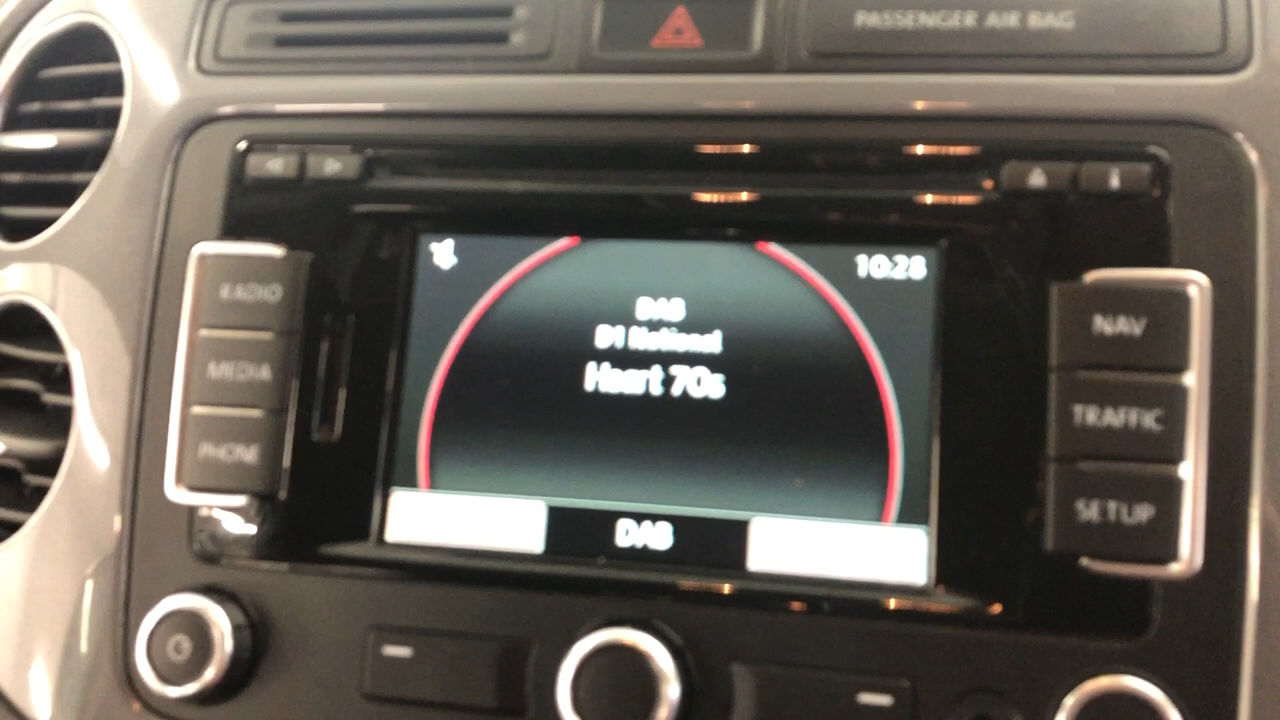 PASSENGER AIR BAG
RADIO
MEDIA
PHONE
10:28
DAB
D1 National
Heart 70s
DAB
NAV
TRAFFIC
SETUP